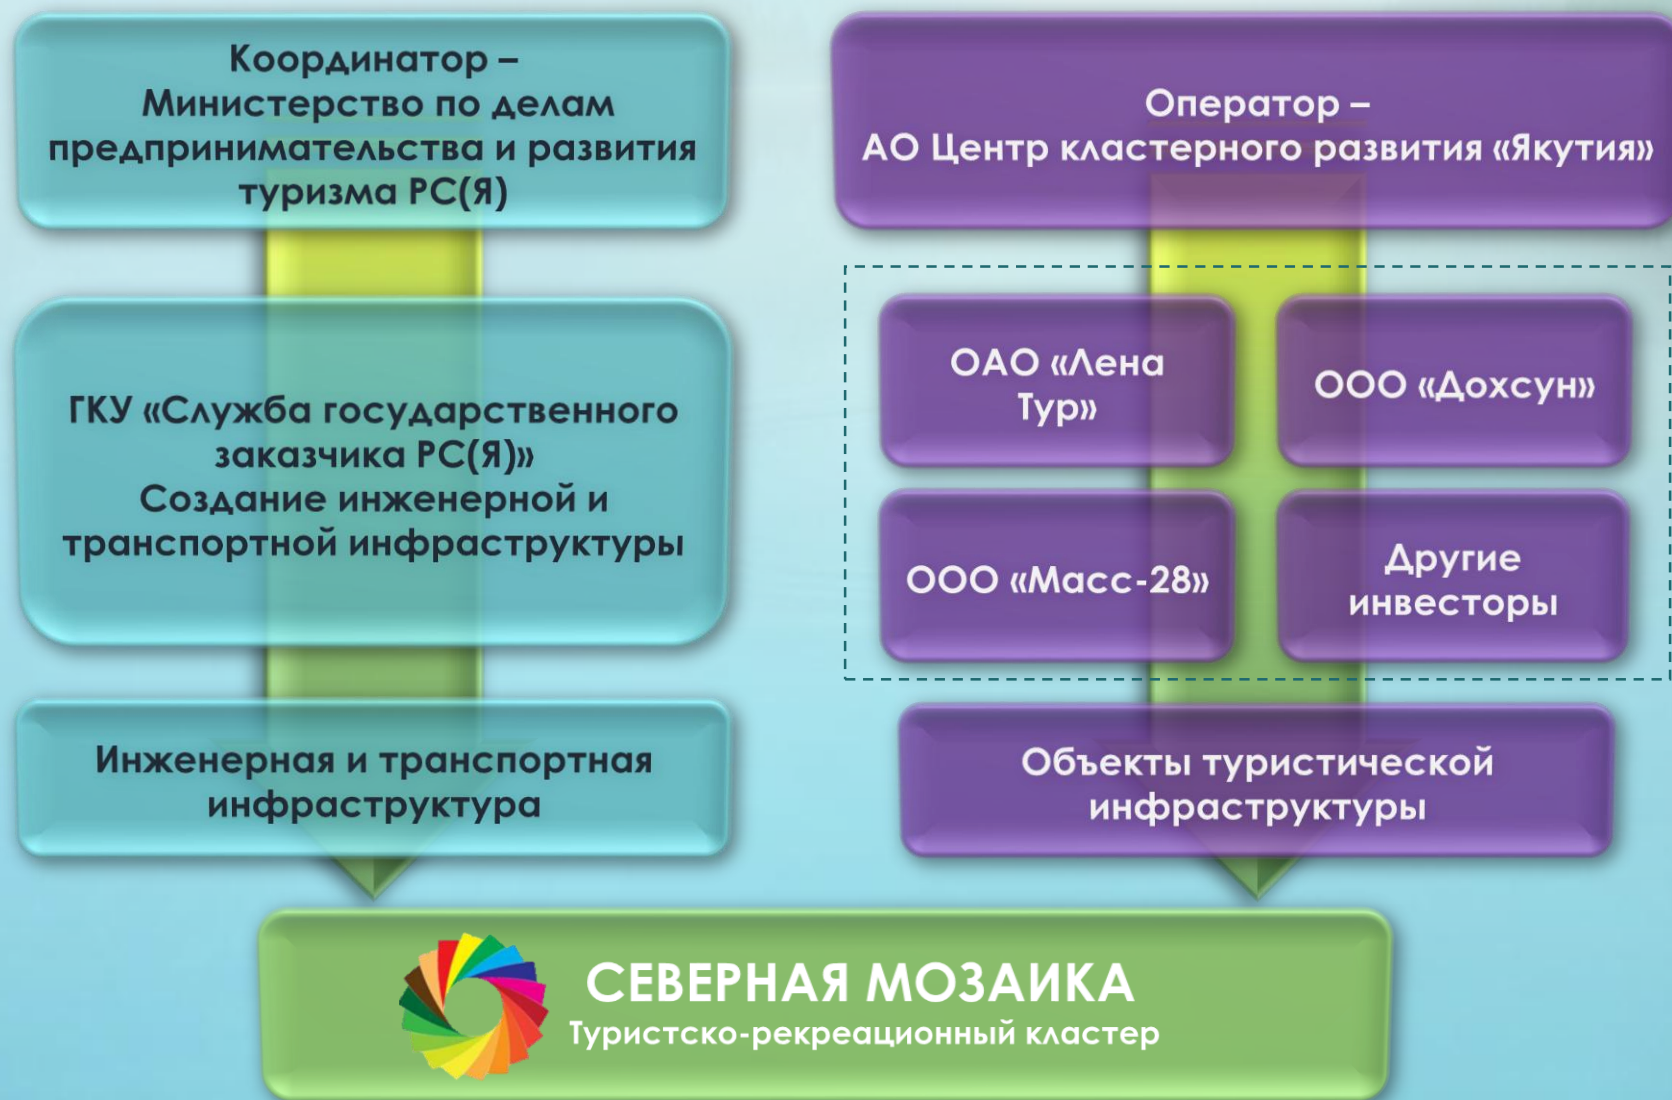 Координатор –
Министерство по делам
предпринимательства и развития
туризма РС(Я)
ГКУ «Служба государственного
заказчика РС(Я)»
Создание инженерной и
транспортной инфраструктуры
Инженерная и транспортная
инфраструктура
Оператор –
АО Центр кластерного развития «Якутия»
ОАО «Лена
Тур»
ООО «Дохсун»
ООО «Масс-28»
Другие
инвесторы
Объекты туристической
инфраструктуры
СЕВЕРНАЯ МОЗАИКА
Туристско-рекреационный кластер